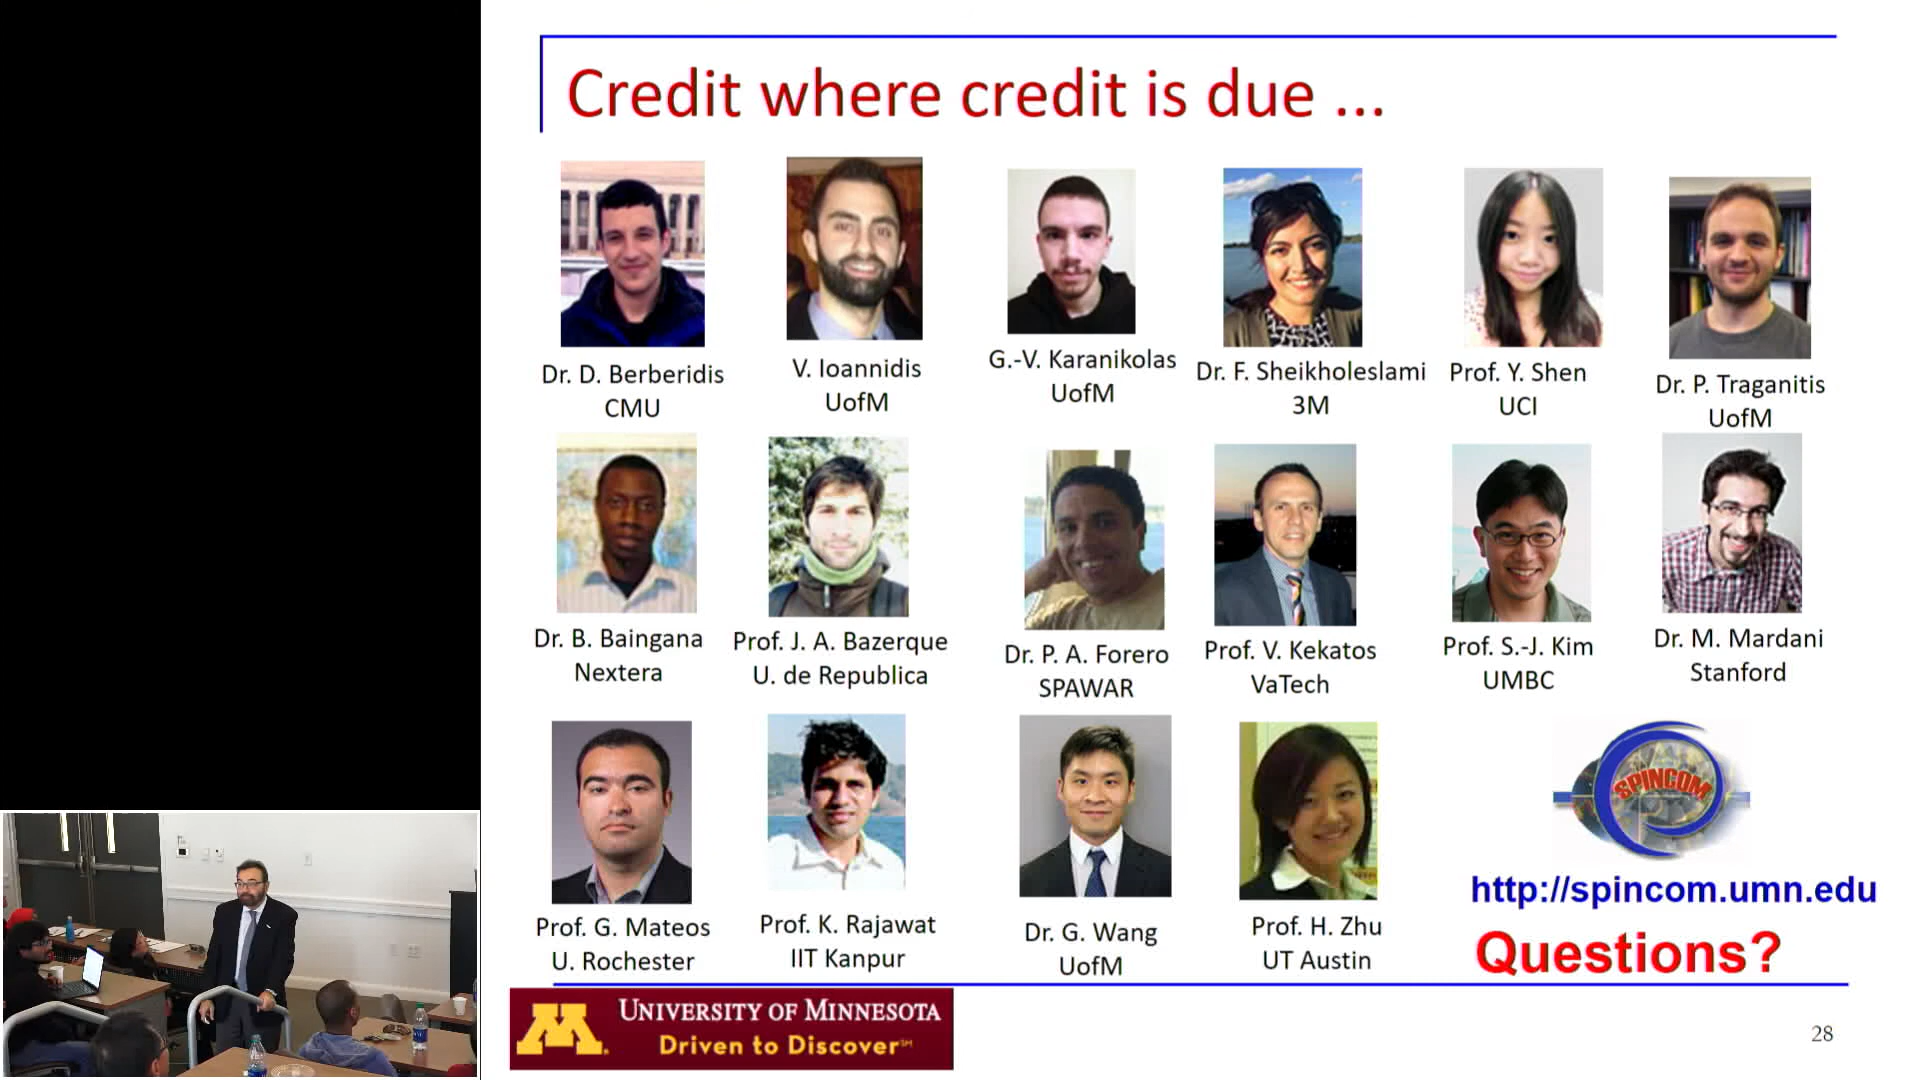 Credit where credit is due ...
Dr. D. Berberidis
CMU
V. Ioannidis
UofM
G.-V. Karanikolas
UofM
Dr. F. Sheikholeslami
3M
Prof. Y. Shen
UCI
Dr. P. Traganitis
UofM
Dr. B. Baingana
Nextera
Prof. J. A. Bazerque
U. de Republica
Dr. P. A. Forero
SPAWAR
Prof. V. Kekatos
VaTech
Prof. S.-J. Kim
UMBC
Dr. M. Mardani
Stanford
Prof. G. Mateos
U. Rochester
Prof. K. Rajawat
IIT Kanpur
Dr. G. Wang
UofM
Prof. H. Zhu
UT Austin
SPINCOM
http://spincom.umn.edu
Questions?
M
UNIVERSITY OF MINNESOTA
Driven to Discover℠
28